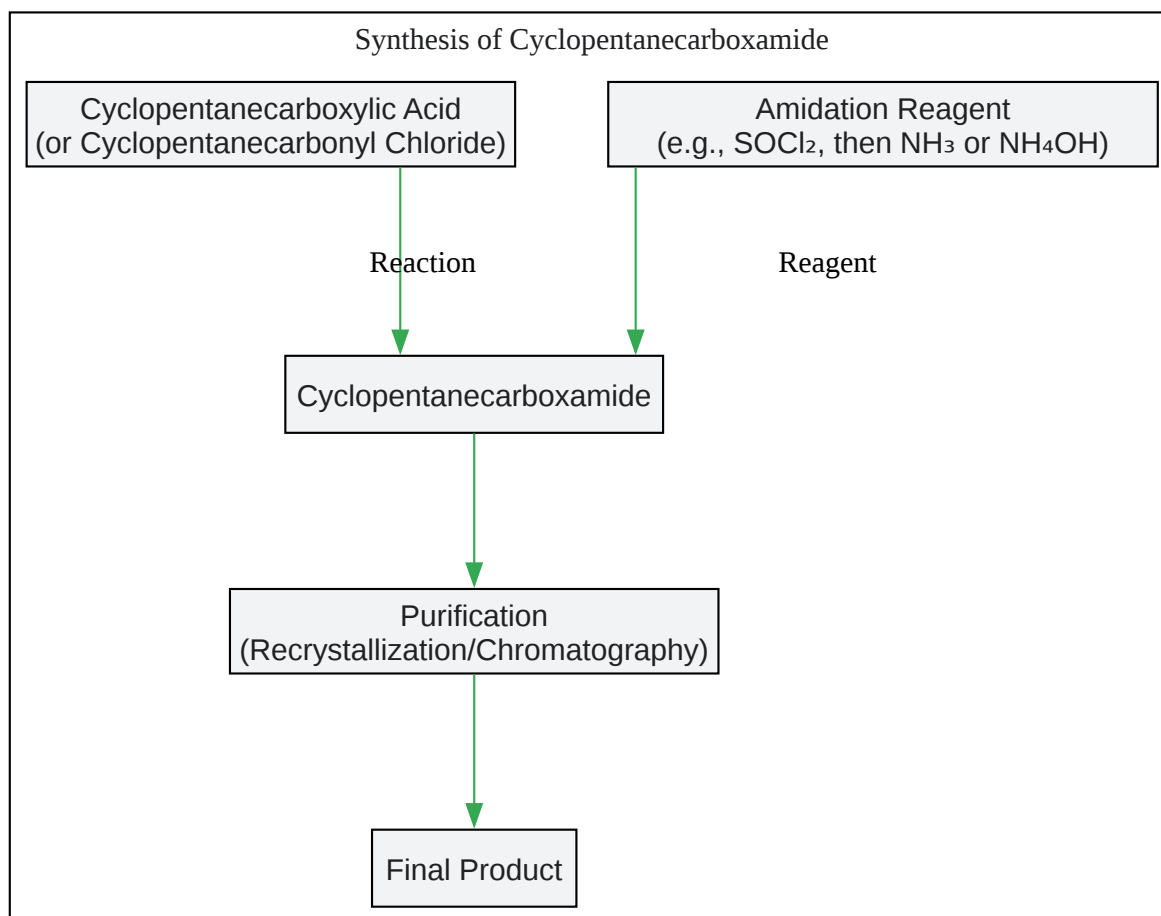 Synthesis of Cyclopentanecarboxamide
Cyclopentanecarboxylic Acid
(or Cyclopentanecarbonyl Chloride)
Amidation Reagent
(e.g., SOCl₂, then NH₃ or NH₄OH)
Reaction
Reagent
Cyclopentanecarboxamide
Purification
(Recrystallization/Chromatography)
Final Product